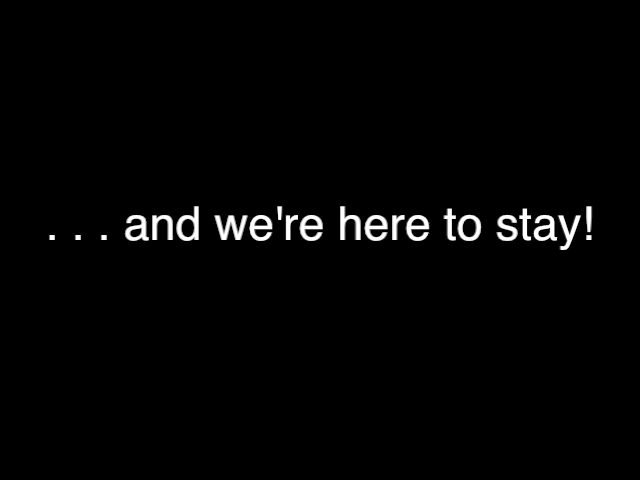 . . . and we're here to stay!